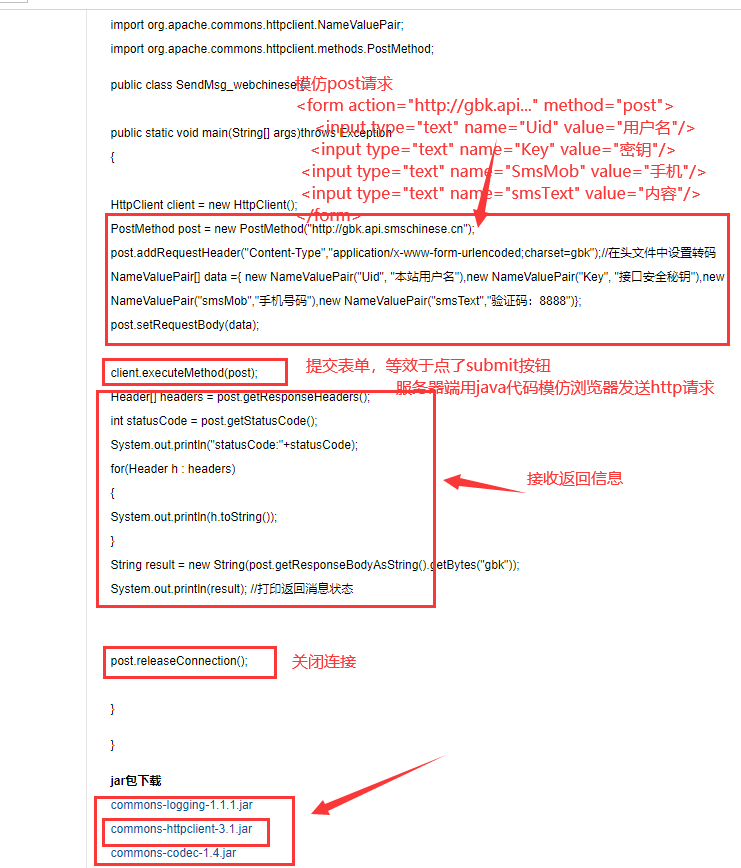 import org.apache.commons.httpclient.NameValuePair;
import org.apache.commons.httpclient.methods.PostMethod;
public class SendMsg_webchinese
模仿post请求
<form action="http://gbk.api..." method="post">
<input type="text" name="Uid" value="用户名"/>
public static void main(String[] args)throws Exception
<input type="text" name="Key" value="密钥"/>
{
<input type="text" name="SmsMob" value="手机"/>
<input type="text" name="smsText" value="内容"/>
HttpClient client = new HttpClient();
</form>
PostMethod post = new PostMethod("http://gbk.api.smschinese.cn");
post.addRequestHeader("Content-Type","application/x-www-form-urlencoded;charset=gbk");//在头文件中设置转码
NameValuePair[] data ={ new NameValuePair("Uid", "本站用户名"),new NameValuePair("Key", "接口安全秘钥"),new
NameValuePair("smsMob","手机号码"),new NameValuePair("smsText","验证码：8888")};
post.setRequestBody(data);
client.executeMethod(post);
提交表单，等效于点了submit按钮
服务器端用java代码模仿浏览器发送http请求
Header[] headers = post.getResponseHeaders();
int statusCode = post.getStatusCode();
System.out.println("statusCode:"+statusCode);
for(Header h : headers)
{
接收返回信息
System.out.println(h.toString());
}
String result = new String(post.getResponseBodyAsString().getBytes("gbk"));
System.out.println(result); //打印返回消息状态
post.releaseConnection();
关闭连接
}
}
jar包下载
commons-logging-1.1.1.jar
commons-httpclient-3.1.jar
commons-codec-1.4.jar